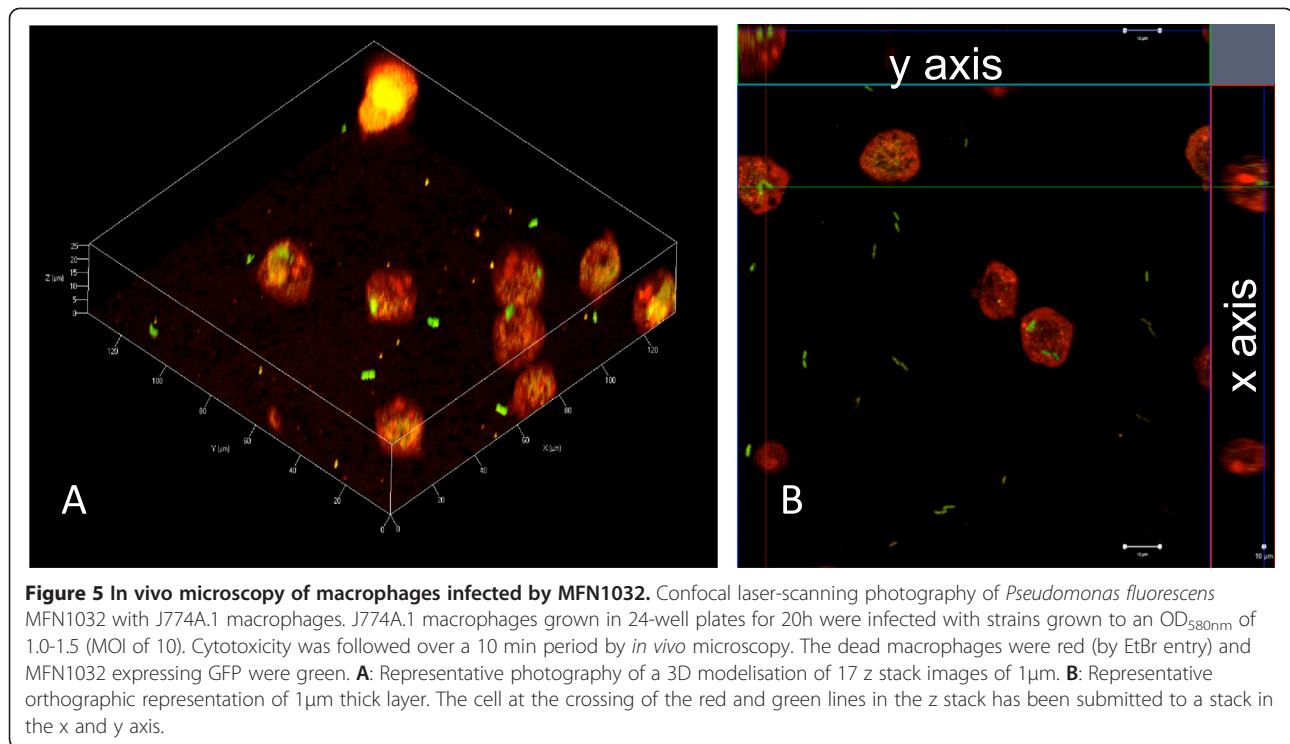 y axis
10 µm
x axis
Z (µm)
25
20
15
10
5
0
120
100
80
60
40
20
0
Y (µm)
0
20
40
60
80
100
120
X (µm)
A
B
10 µm
10 µm
Figure 5 In vivo microscopy of macrophages infected by MFN1032. Confocal laser-scanning photography of Pseudomonas fluorescens
MFN1032 with J774A.1 macrophages. J774A.1 macrophages grown in 24-well plates for 20h were infected with strains grown to an OD580nm of
1.0-1.5 (MOI of 10). Cytotoxicity was followed over a 10 min period by in vivo microscopy. The dead macrophages were red (by EtBr entry) and
MFN1032 expressing GFP were green. A: Representative photography of a 3D modelisation of 17 z stack images of 1µm. B: Representative
orthographic representation of 1µm thick layer. The cell at the crossing of the red and green lines in the z stack has been submitted to a stack in
the x and y axis.